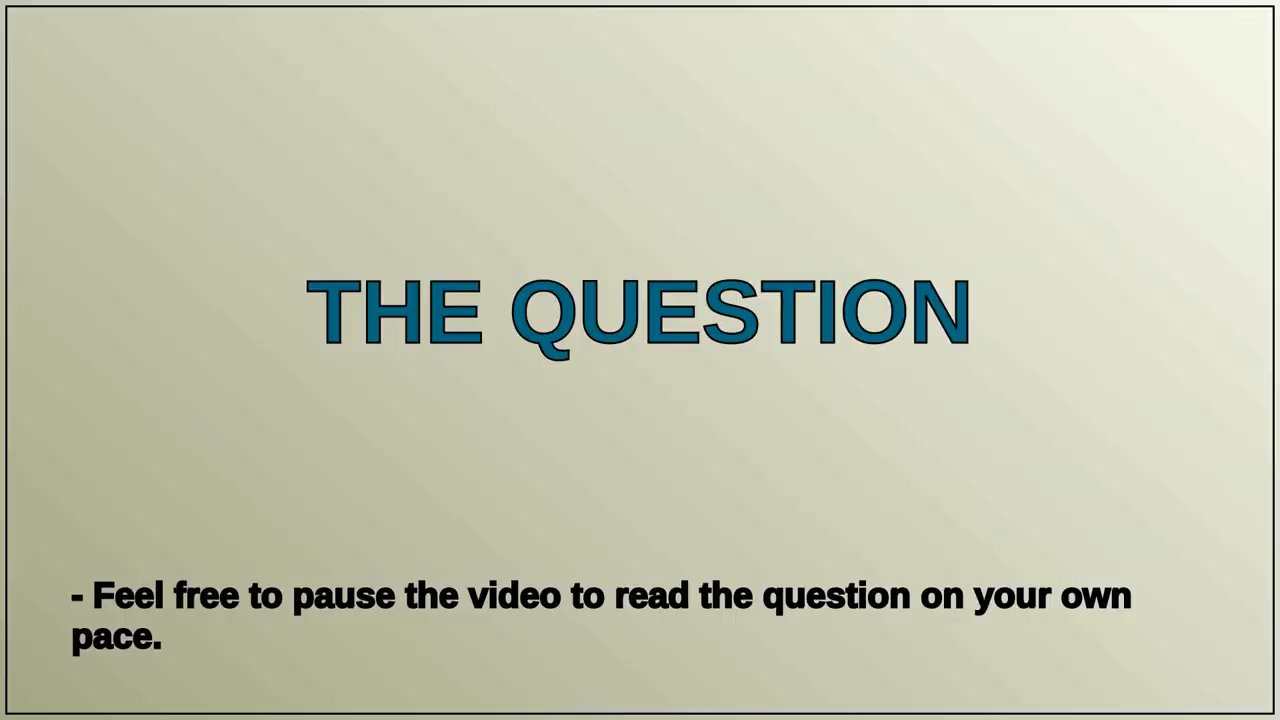 THE QUESTION
- Feel free to pause the video to read the question on your own
pace.